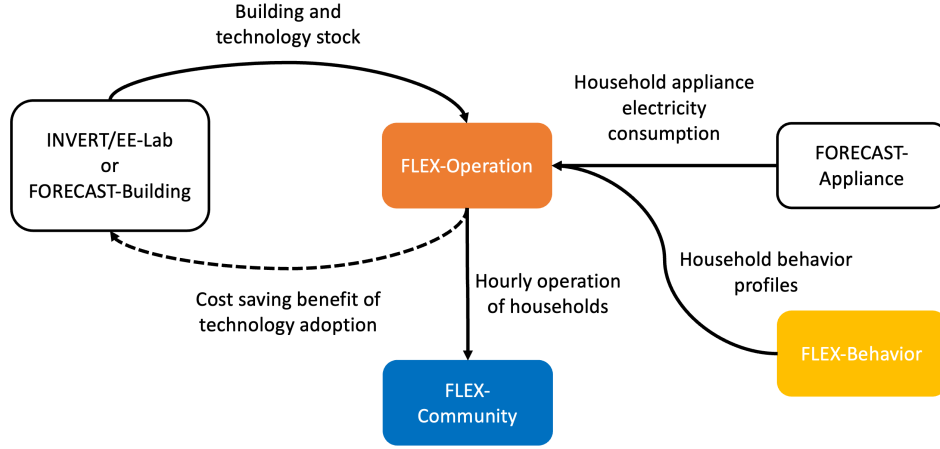 Building and
technology stock
INVERT/EE-Lab
or
FORECAST-Building
FLEX-Operation
Household appliance
electricity
consumption
FORECAST-
Appliance
Cost saving benefit of
technology adoption
Hourly operation
of households
Household behavior
profiles
FLEX-Behavior
FLEX-
Community